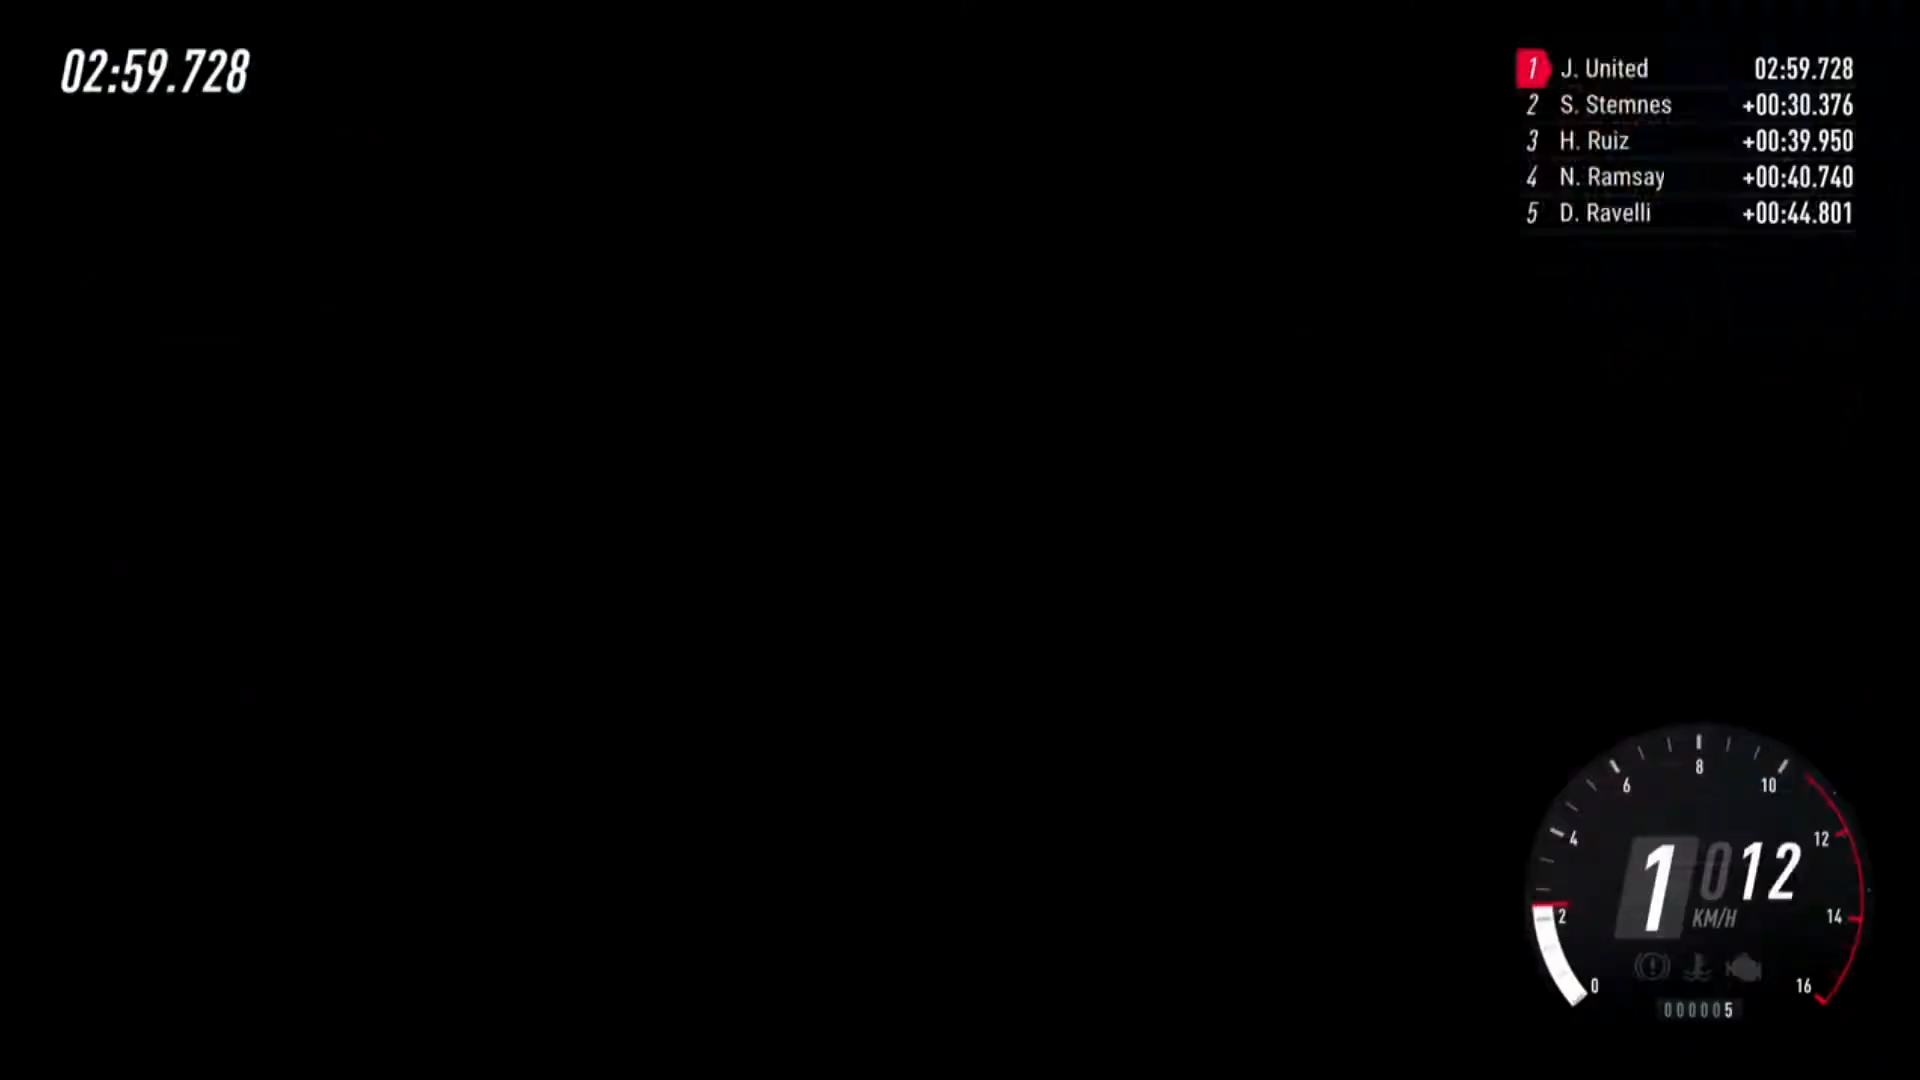 02:59.728
1 J. United 02:59.728
2 S. Stemnes +00:30.376
3 H. Ruiz +00:39.950
4 N. Ramsay +00:40.740
5 D. Ravelli +00:44.801
0 2 4 6 8 10 12 14 16
1 012
KM/H
000005